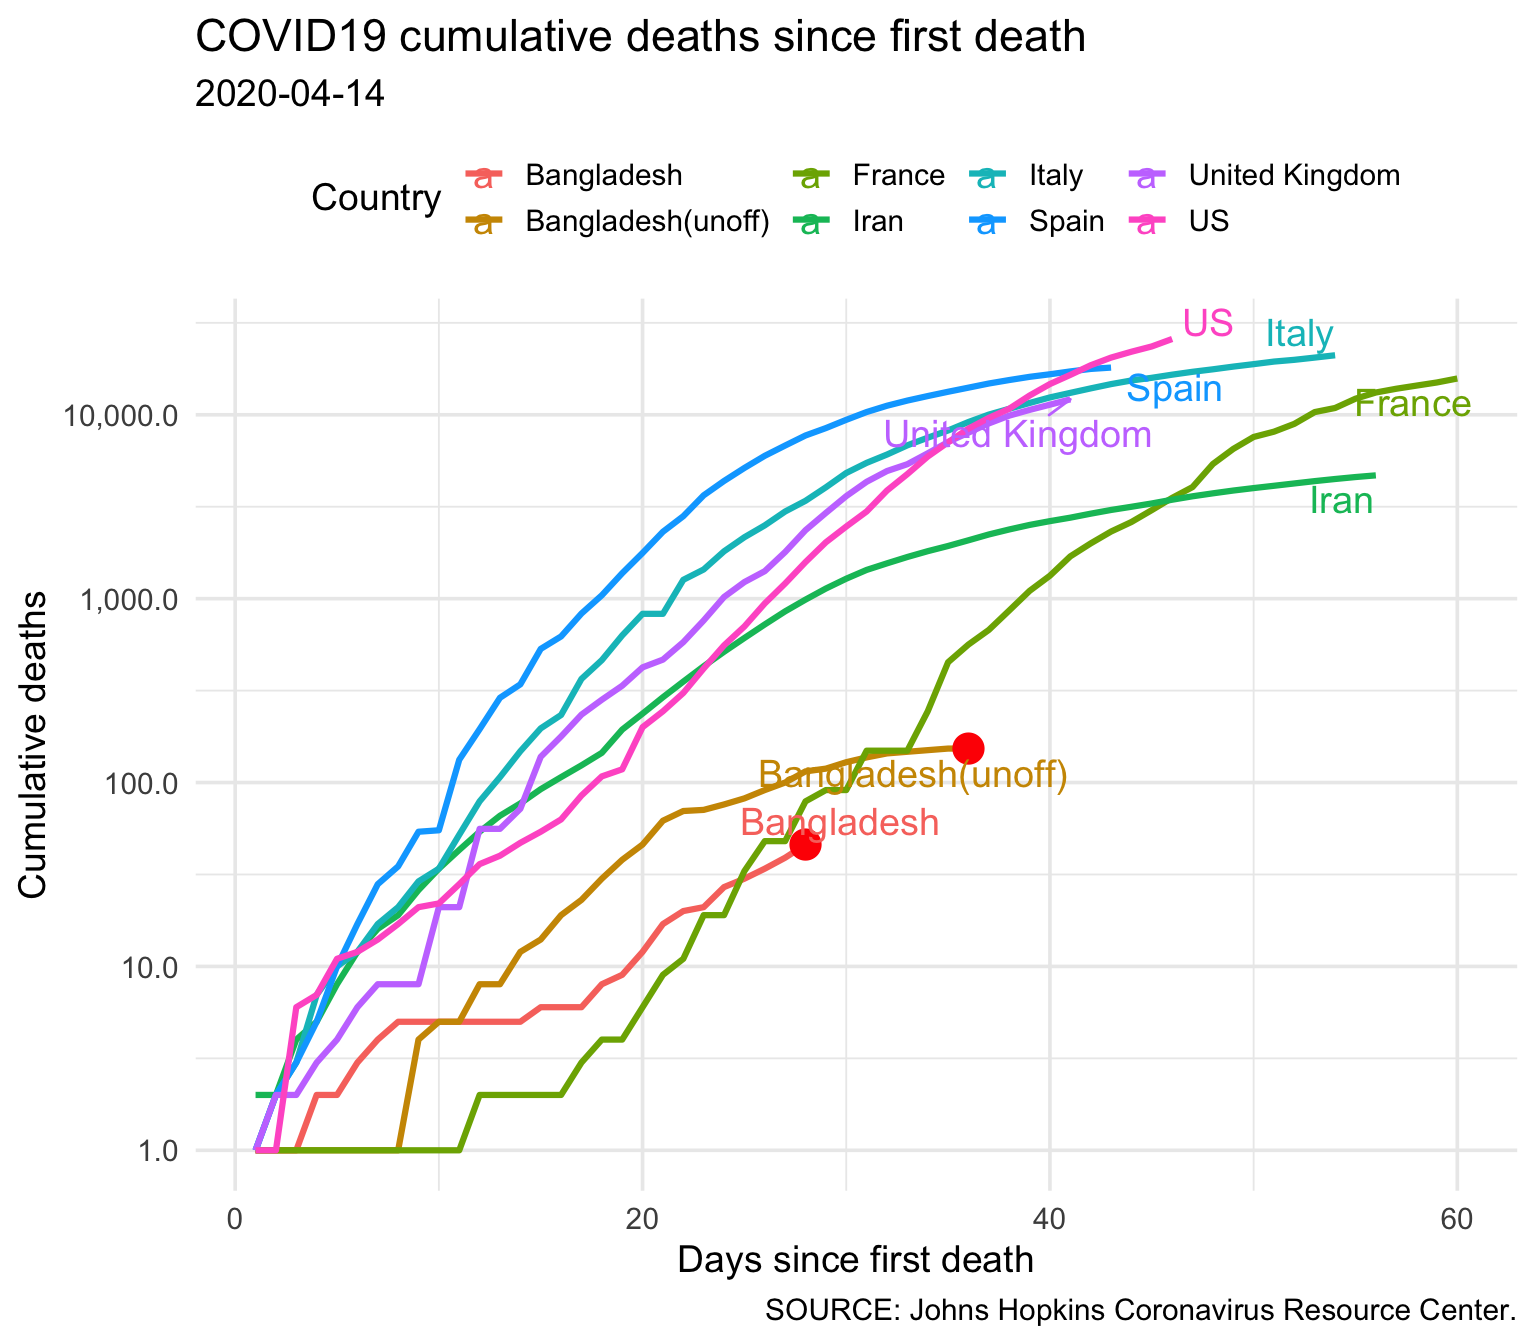 COVID19 cumulative deaths since first death
2020-04-14
Country
a Bangladesh a France a Italy a United Kingdom
a Bangladesh(unoff) a Iran a Spain a US
US
Italy
Spain
France
United Kingdom
Iran
Bangladesh(unoff)
Bangladesh
Cumulative deaths
10,000.0
1,000.0
100.0
10.0
1.0
0 20 40 60
Days since first death
SOURCE: Johns Hopkins Coronavirus Resource Center.